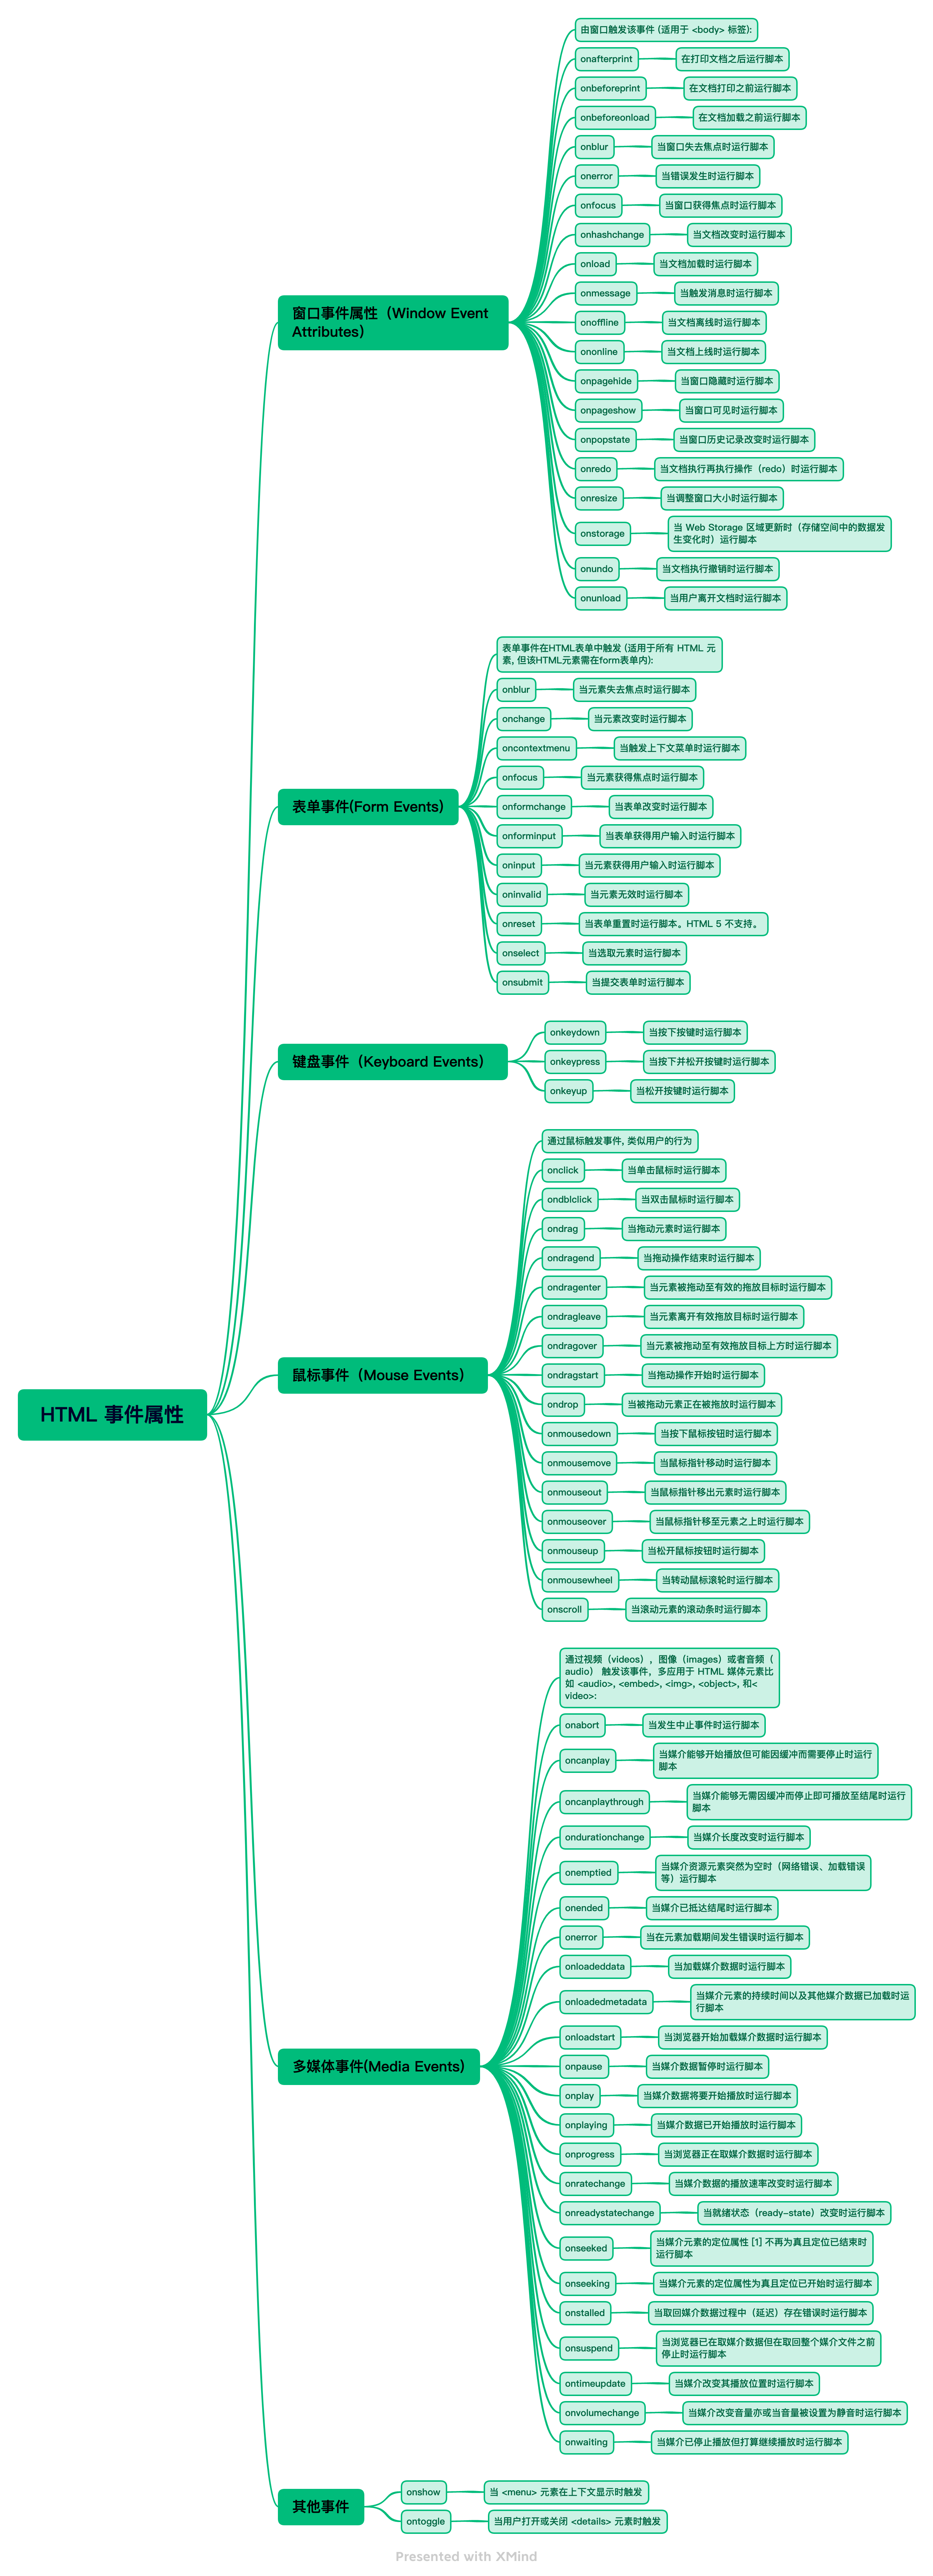 HTML 事件属性
窗口事件属性（Window Event
Attributes）
由窗口触发该事件 (适用于 <body> 标签):
onafterprint
在打印文档之后运行脚本
onbeforeprint
在文档打印之前运行脚本
onbeforeonload
在文档加载之前运行脚本
onblur
当窗口失去焦点时运行脚本
onerror
当错误发生时运行脚本
onfocus
当窗口获得焦点时运行脚本
onhashchange
当文档改变时运行脚本
onload
当文档加载时运行脚本
onmessage
当触发消息时运行脚本
onoffline
当文档离线时运行脚本
ononline
当文档上线时运行脚本
onpagehide
当窗口隐藏时运行脚本
onpageshow
当窗口可见时运行脚本
onpopstate
当窗口历史记录改变时运行脚本
onredo
当文档执行再执行操作（redo）时运行脚本
onresize
当调整窗口大小时运行脚本
onstorage
当 Web Storage 区域更新时（存储空间中的数据发
生变化时）运行脚本
onundo
当文档执行撤销时运行脚本
onunload
当用户离开文档时运行脚本
表单事件(Form Events)
表单事件在HTML表单中触发 (适用于所有 HTML 元
素, 但该HTML元素需在form表单内):
onblur
当元素失去焦点时运行脚本
onchange
当元素改变时运行脚本
oncontextmenu
当触发上下文菜单时运行脚本
onfocus
当元素获得焦点时运行脚本
onformchange
当表单改变时运行脚本
onforminput
当表单获得用户输入时运行脚本
oninput
当元素获得用户输入时运行脚本
oninvalid
当元素无效时运行脚本
onreset
当表单重置时运行脚本。HTML 5 不支持。
onselect
当选取元素时运行脚本
onsubmit
当提交表单时运行脚本
键盘事件（Keyboard Events）
onkeydown
当按下按键时运行脚本
onkeypress
当按下并松开按键时运行脚本
onkeyup
当松开按键时运行脚本
鼠标事件（Mouse Events）
通过鼠标触发事件, 类似用户的行为
onclick
当单击鼠标时运行脚本
ondblclick
当双击鼠标时运行脚本
ondrag
当拖动元素时运行脚本
ondragend
当拖动操作结束时运行脚本
ondragenter
当元素被拖动至有效的拖放目标时运行脚本
ondragleave
当元素离开有效拖放目标时运行脚本
ondragover
当元素被拖动至有效拖放目标上方时运行脚本
ondragstart
当拖动操作开始时运行脚本
ondrop
当被拖动元素正在被拖放时运行脚本
onmousedown
当按下鼠标按钮时运行脚本
onmousemove
当鼠标指针移动时运行脚本
onmouseout
当鼠标指针移出元素时运行脚本
onmouseover
当鼠标指针移至元素之上时运行脚本
onmouseup
当松开鼠标按钮时运行脚本
onmousewheel
当转动鼠标滚轮时运行脚本
onscroll
当滚动元素的滚动条时运行脚本
多媒体事件(Media Events)
通过视频（videos），图像（images）或者音频（
audio） 触发该事件，多应用于 HTML 媒体元素比
如 <audio>, <embed>, <img>, <object>, 和<
video>:
onabort
当发生中止事件时运行脚本
oncanplay
当媒介能够开始播放但可能因缓冲而需要停止时运行
脚本
oncanplaythrough
当媒介能够无需因缓冲而停止即可播放至结尾时运行
脚本
ondurationchange
当媒介长度改变时运行脚本
onemptied
当媒介资源元素突然为空时（网络错误、加载错误
等）运行脚本
onended
当媒介已抵达结尾时运行脚本
onerror
当在元素加载期间发生错误时运行脚本
onloadeddata
当加载媒介数据时运行脚本
onloadedmetadata
当媒介元素的持续时间以及其他媒介数据已加载时运
行脚本
onloadstart
当浏览器开始加载媒介数据时运行脚本
onpause
当媒介数据暂停时运行脚本
onplay
当媒介数据将要开始播放时运行脚本
onplaying
当媒介数据已开始播放时运行脚本
onprogress
当浏览器正在取媒介数据时运行脚本
onratechange
当媒介数据的播放速率改变时运行脚本
onreadystatechange
当就绪状态（ready-state）改变时运行脚本
onseeked
当媒介元素的定位属性 [1] 不再为真且定位已结束时
运行脚本
onseeking
当媒介元素的定位属性为真且定位已开始时运行脚本
onstalled
当取回媒介数据过程中（延迟）存在错误时运行脚本
onsuspend
当浏览器已在取媒介数据但在取回整个媒介文件之前
停止时运行脚本
ontimeupdate
当媒介改变其播放位置时运行脚本
onvolumechange
当媒介改变音量亦或当音量被设置为静音时运行脚本
onwaiting
当媒介已停止播放但打算继续播放时运行脚本
其他事件
onshow
当 <menu> 元素在上下文显示时触发
ontoggle
当用户打开或关闭 <details> 元素时触发
Presented with XMind